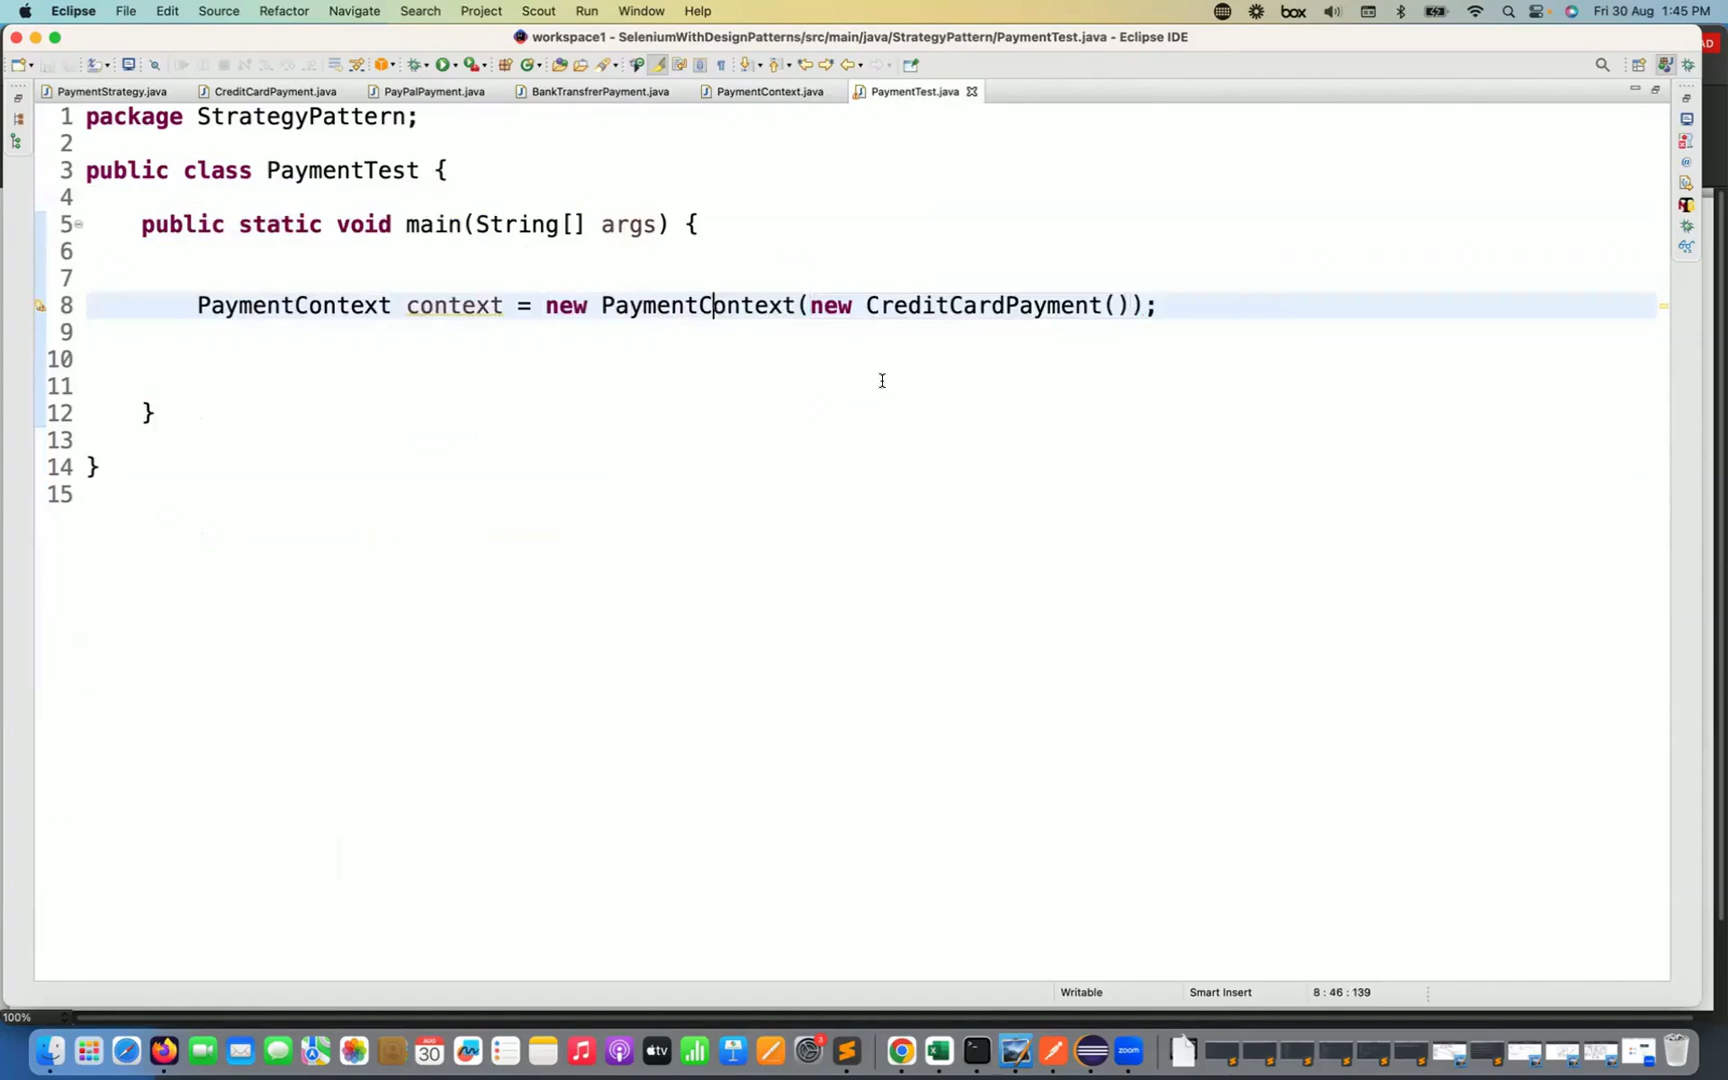 Eclipse File Edit Source Refactor Navigate Search Project Scout Run Window Help box Fri 30 Aug 1:45 PM
workspace1 - SeleniumWithDesignPatterns/src/main/java/StrategyPattern/PaymentTest.java - Eclipse IDE
PaymentStrategy.java CreditCardPayment.java PayPalPayment.java BankTransfrerPayment.java PaymentContext.java PaymentTest.java
1 package StrategyPattern;
2
3 public class PaymentTest {
4
5 public static void main(String[] args) {
6
7
8 PaymentContext context = new PaymentContext(new CreditCardPayment());
9
10
11
12 }
13
14 }
15
Writable Smart Insert 8 : 46 : 139
100%
AUG
30
tv
3
zoom